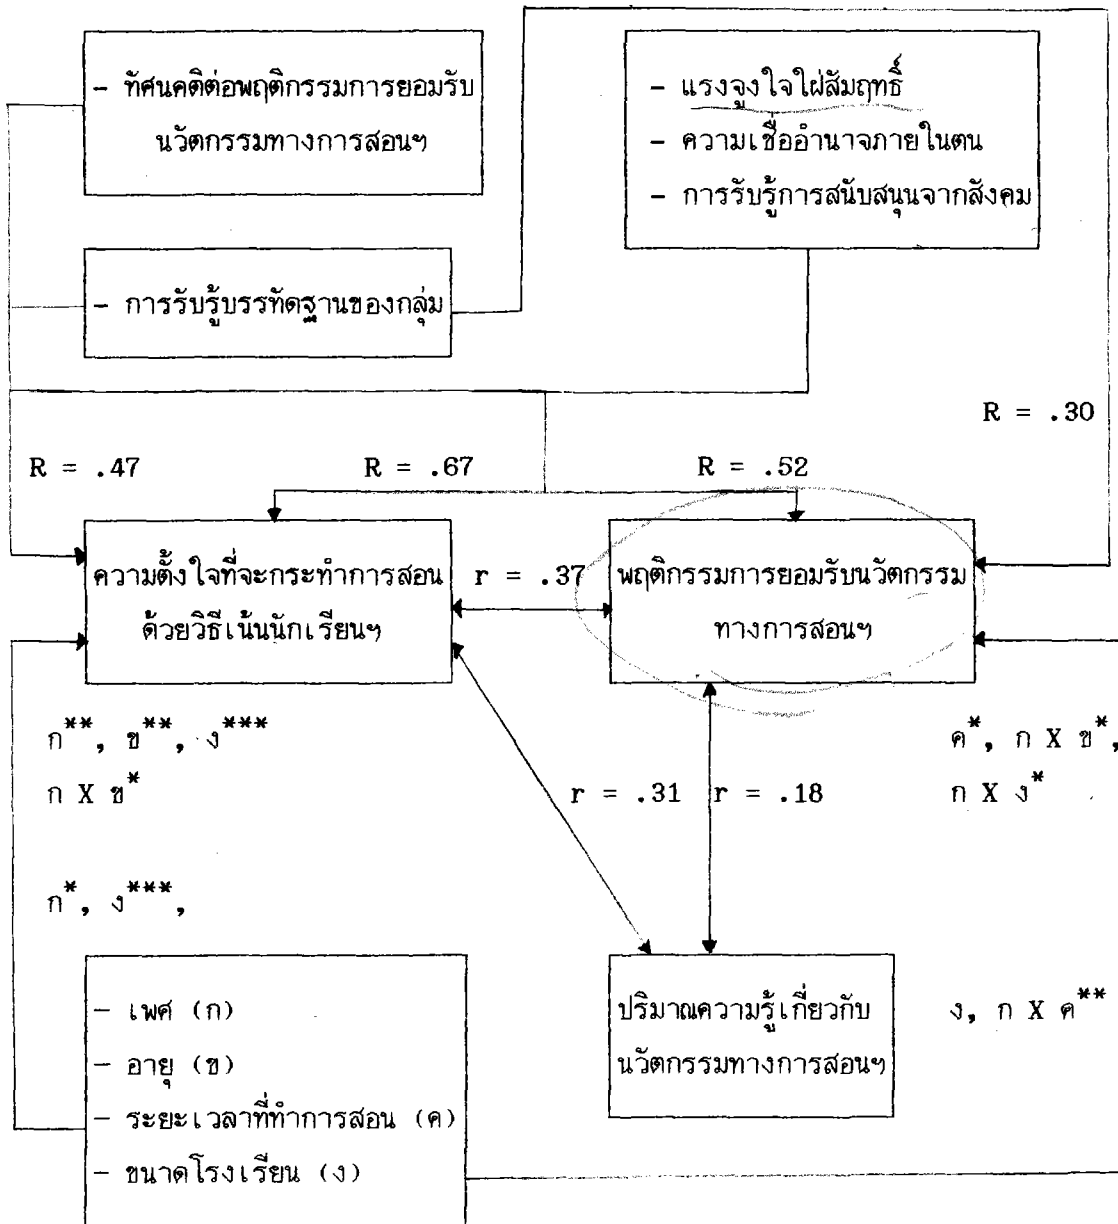 - ทัศนคติต่อพฤติกรรมการยอมรับ
นวัตกรรมทางการสอนฯ
- แรงจูงใจใฝ่สัมฤทธิ์
- ความเชื่ออำนาจภายในตน
- การรับรู้การสนับสนุนจากสังคม
- การรับรู้บรรทัดฐานของกลุ่ม
R = .30
R = .47
R = .67
R = .52
ความตั้งใจที่จะกระทำการสอน
ด้วยวิธีเน้นนักเรียนฯ
r = .37
พฤติกรรมการยอมรับนวัตกรรม
ทางการสอนฯ
ก**, ข**, ง***
ก X ข*
ค*, ก X ข*,
ก X ง*
r = .31
r = .18
ก*, ง***,
- เพศ (ก)
- อายุ (ข)
- ระยะเวลาที่ทำการสอน (ค)
- ขนาดโรงเรียน (ง)
ปริมาณความรู้เกี่ยวกับ
นวัตกรรมทางการสอนฯ
ง, ก X ค**